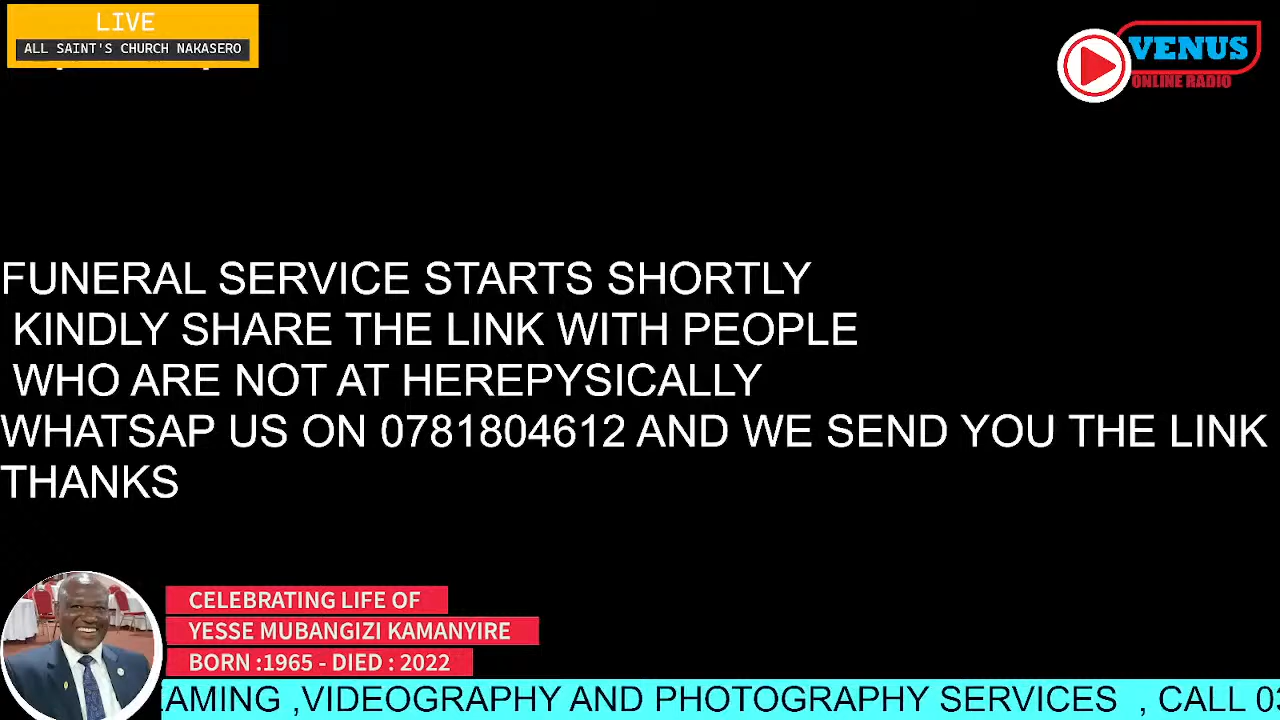 LIVE
ALL SAINT'S CHURCH NAKASERO
VENUS
ONLINE RADIO
FUNERAL SERVICE STARTS SHORTLY
KINDLY SHARE THE LINK WITH PEOPLE
WHO ARE NOT AT HEREPYSICALLY
WHATSAP US ON 0781804612 AND WE SEND YOU THE LINK
THANKS
CELEBRATING LIFE OF
YESSE MUBANGIZI KAMANYIRE
BORN :1965 - DIED : 2022
,VIDEOGRAPHY AND PHOTOGRAPHY SERVICES , CALL